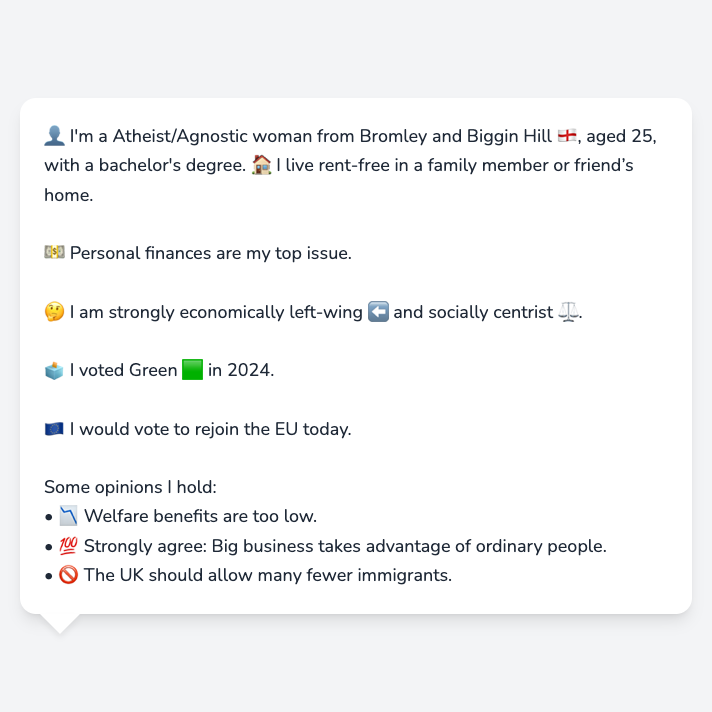 👤 I'm a Atheist/Agnostic woman from Bromley and Biggin Hill 🏴󠁧󠁢󠁥󠁮󠁧󠁿, aged 25,
with a bachelor's degree. 🏠 I live rent-free in a family member or friend’s
home.
💵 Personal finances are my top issue.
🤔 I am strongly economically left-wing ⬅️ and socially centrist ⚖️.
🗳️ I voted Green 🟩 in 2024.
🇪🇺 I would vote to rejoin the EU today.
Some opinions I hold:
• 📉 Welfare benefits are too low.
• 💯 Strongly agree: Big business takes advantage of ordinary people.
• 🚫 The UK should allow many fewer immigrants.